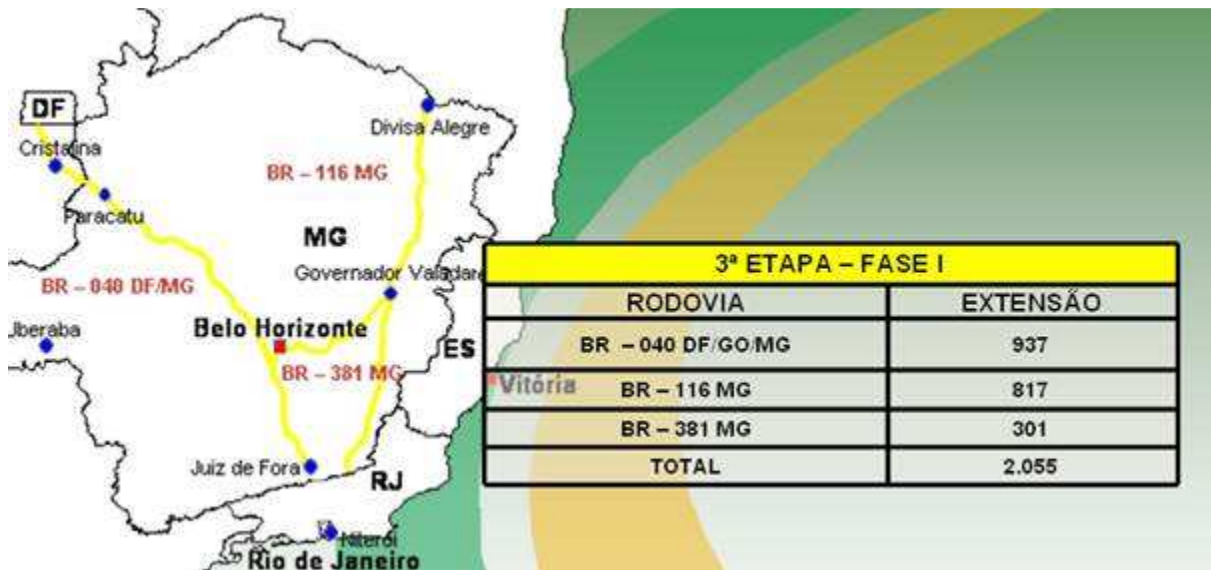 DF
Cristalina
Divisa Alegre
BR – 116 MG
Paracatu
MG
BR – 040 DF/MG
Governador Valadare
Uberaba
Belo Horizonte
ES
BR – 381 MG
Vitória
Juiz de Fora
RJ
Niterói
Rio de Janeiro
3ª ETAPA – FASE I
RODOVIA EXTENSÃO
BR – 040 DF/GO/MG 937
BR – 116 MG 817
BR – 381 MG 301
TOTAL 2.055